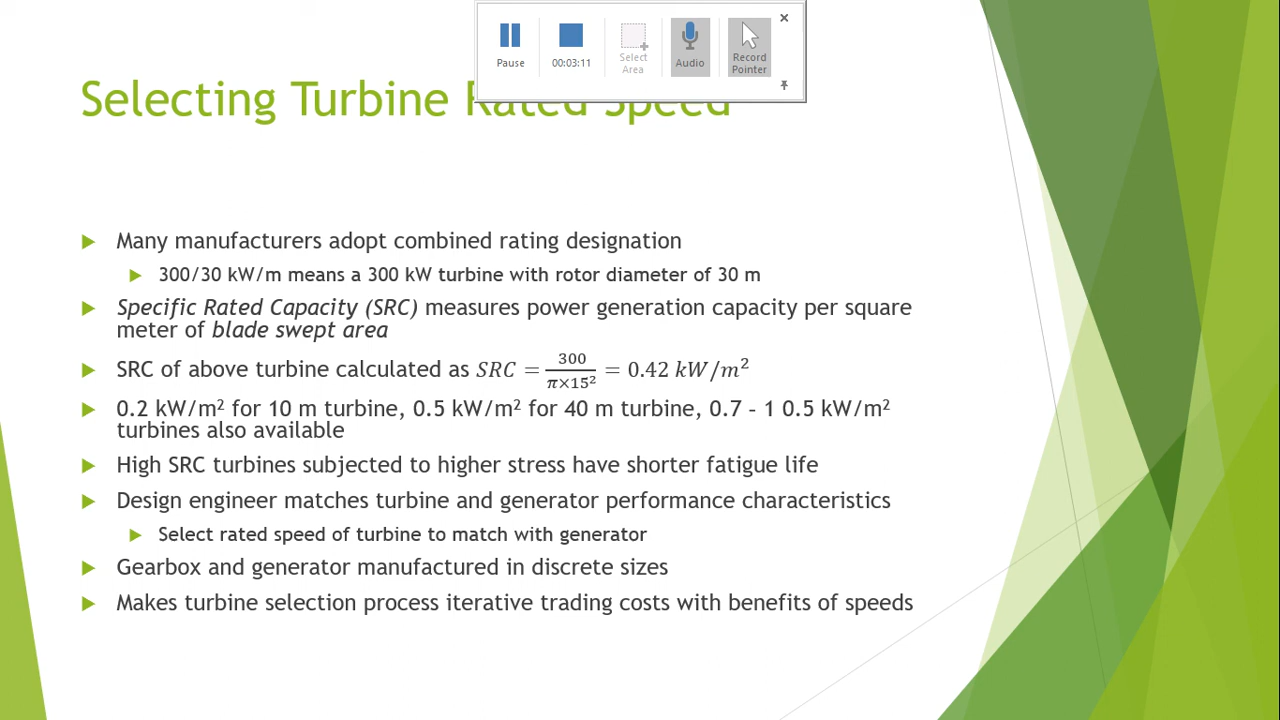 Pause
00:03:11
Select
Area
Audio
Record
Pointer
Selecting Turbine Rated Speed
Many manufacturers adopt combined rating designation
300/30 kW/m means a 300 kW turbine with rotor diameter of 30 m
Specific Rated Capacity (SRC) measures power generation capacity per square
meter of blade swept area
SRC of above turbine calculated as SRC = 300/(π×15²) = 0.42 kW/m²
0.2 kW/m² for 10 m turbine, 0.5 kW/m² for 40 m turbine, 0.7 – 1 0.5 kW/m²
turbines also available
High SRC turbines subjected to higher stress have shorter fatigue life
Design engineer matches turbine and generator performance characteristics
Select rated speed of turbine to match with generator
Gearbox and generator manufactured in discrete sizes
Makes turbine selection process iterative trading costs with benefits of speeds